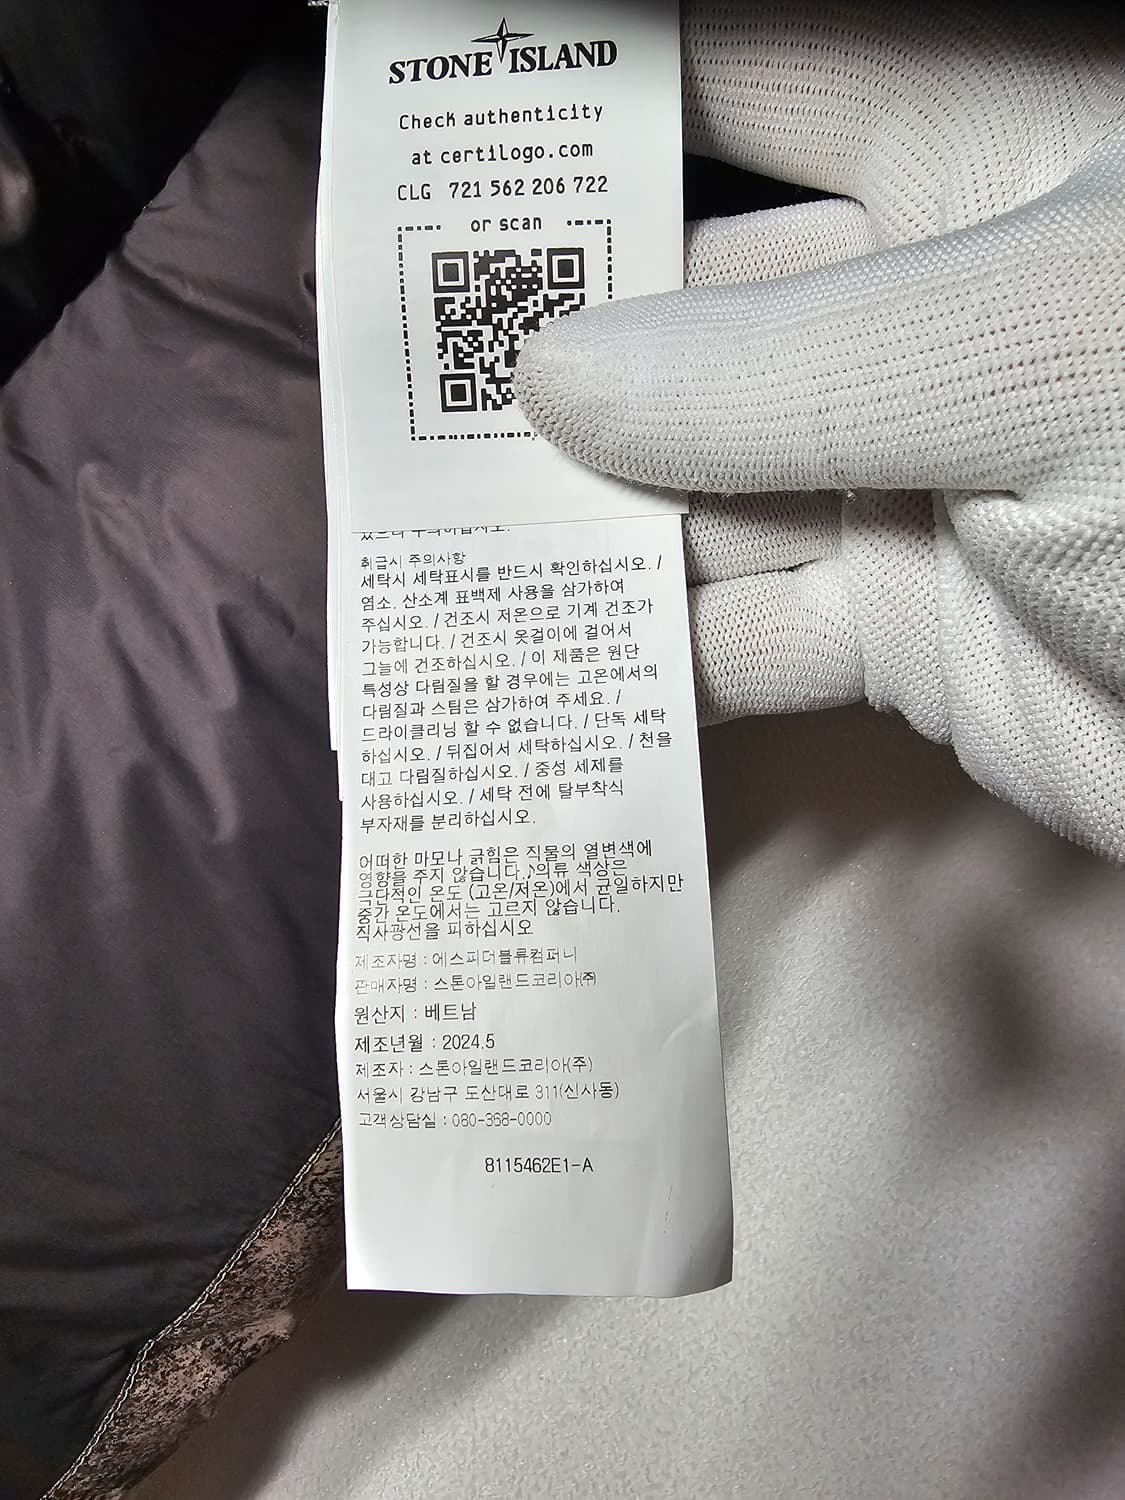 STONE ISLAND
Check authenticity
at certilogo.com
CLG 721 562 206 722
or scan
있으니 주의하십시오.
취급시 주의사항
세탁시 세탁표시를 반드시 확인하십시오. /
염소, 산소계 표백제 사용을 삼가하여
주십시오. / 건조시 저온으로 기계 건조가
가능합니다. / 건조시 옷걸이에 걸어서
그늘에 건조하십시오. / 이 제품은 원단
특성상 다림질을 할 경우에는 고온에서의
다림질과 스팀은 삼가하여 주세요. /
드라이클리닝 할 수 없습니다. / 단독 세탁
하십시오. / 뒤집어서 세탁하십시오. / 천을
대고 다림질하십시오. / 중성 세제를
사용하십시오. / 세탁 전에 탈부착식
부자재를 분리하십시오.
어떠한 마모나 긁힘은 직물의 열변색에
영향을 주지 않습니다.♪의류 색상은
극단적인 온도 (고온/저온)에서 균일하지만
중간 온도에서는 고르지 않습니다.
직사광선을 피하십시오
제조자명 : 에스피더블류컴퍼니
판매자명 : 스톤아일랜드코리아㈜
원산지 : 베트남
제조년월 : 2024.5
제조자 : 스톤아일랜드코리아(주)
서울시 강남구 도산대로 311(신사동)
고객상담실 : 080-368-0000
8115462E1-A